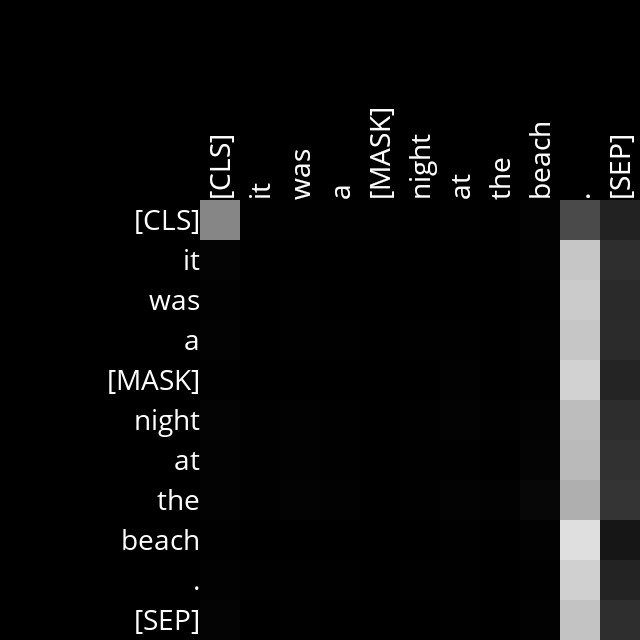 [CLS] it was a [MASK] night at the beach . [SEP]
[CLS]
it
was
a
[MASK]
night
at
the
beach
.
[SEP]